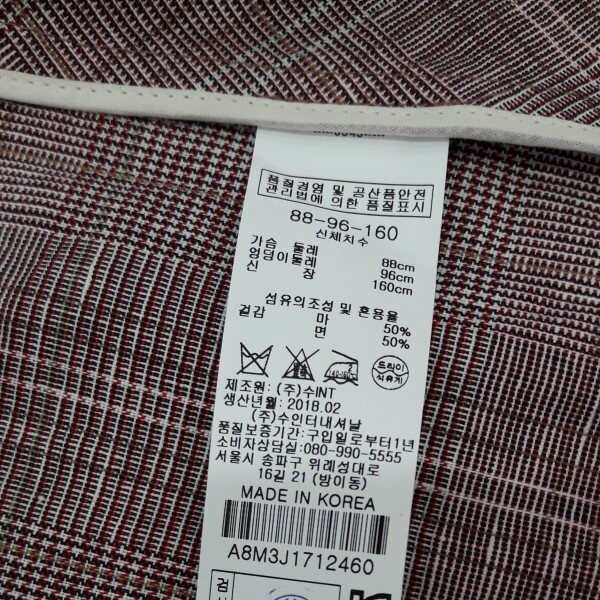 품질경영 및 공산품안전
관리법에 의한 품질표시
88-96-160
신체치수
가슴 둘레 88cm
엉덩이둘레 96cm
신 장 160cm
섬유의조성 및 혼용율
겉감 마 50%
면 50%
드라이
석유계
제조원: (주)수INT
생산년월: 2018.02
(주)수인터내셔날
품질보증기간: 구입일로부터1년
소비자상담실: 080-990-5555
서울시 송파구 위례성대로
16길 21 (방이동)
MADE IN KOREA
A8M3J1712460
검